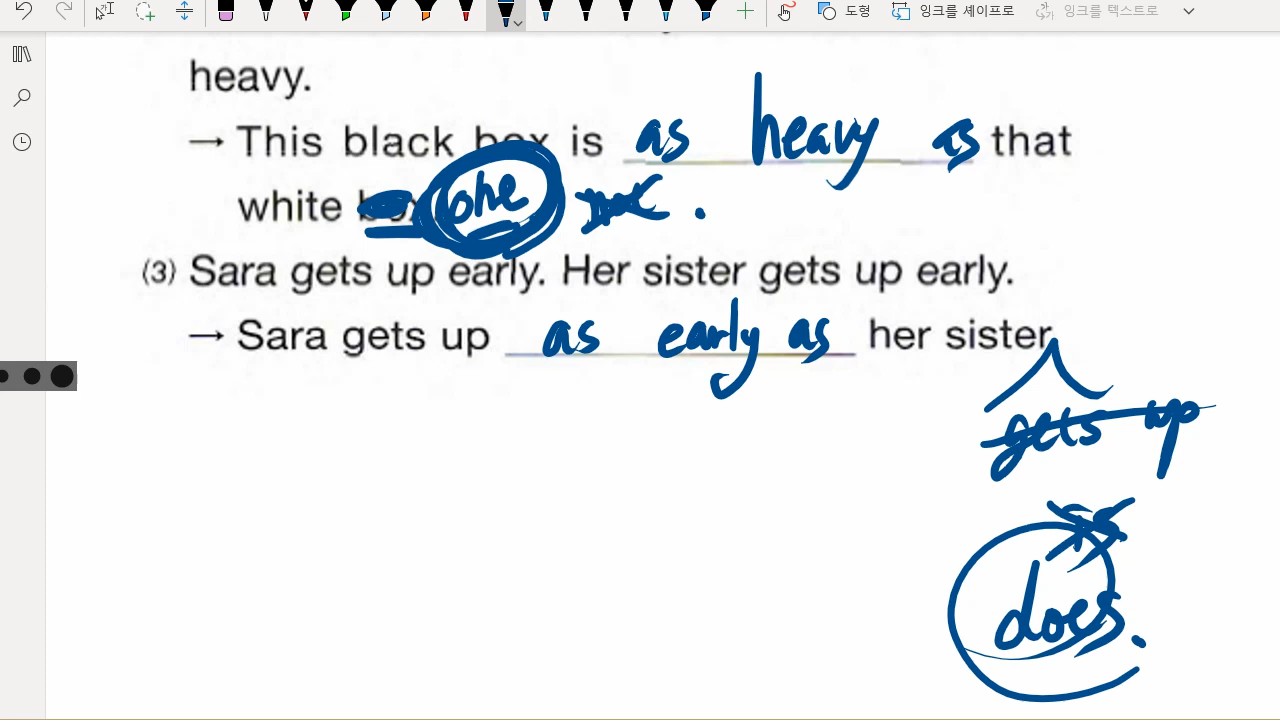 도형 잉크를 셰이프로 잉크를 텍스트로
heavy.
→ This black box is as heavy as that
white box one .
(3) Sara gets up early. Her sister gets up early.
→ Sara gets up as early as her sister
gets up
is
does.